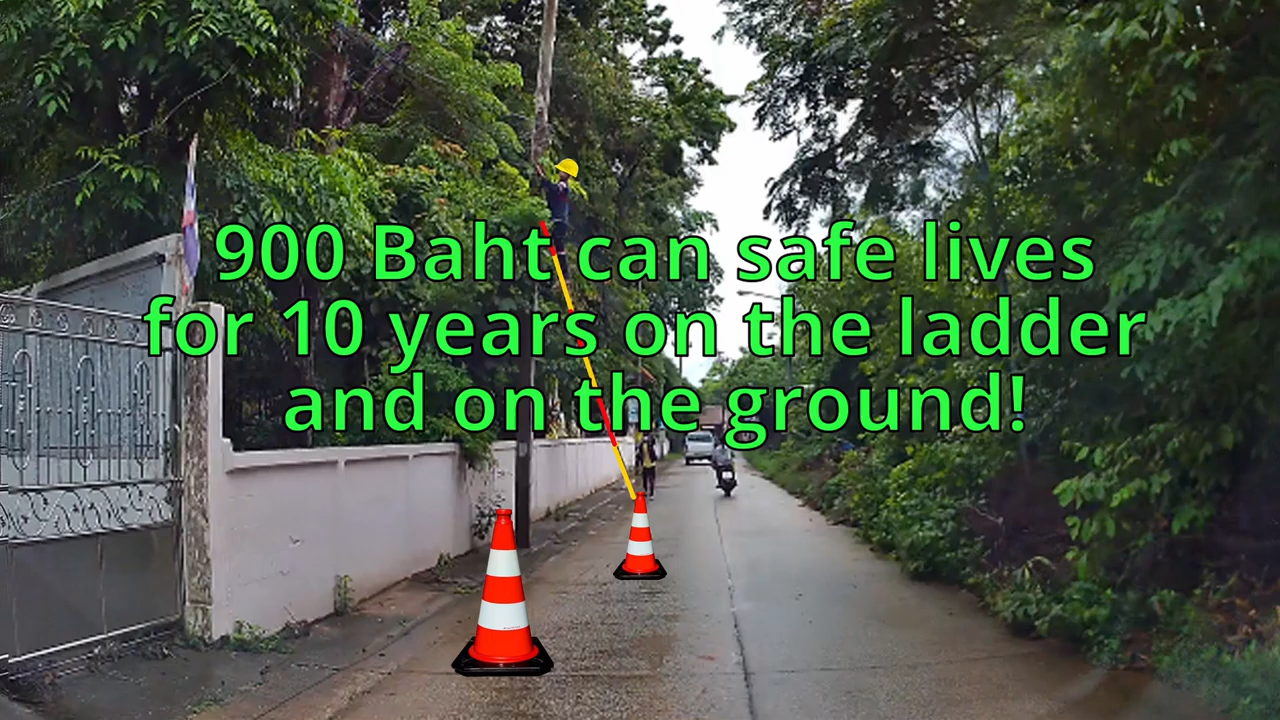 900 Baht can safe lives
for 10 years on the ladder
and on the ground!